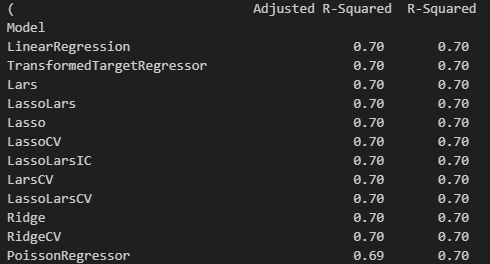 ( Adjusted R-Squared R-Squared
Model
LinearRegression 0.70 0.70
TransformedTargetRegressor 0.70 0.70
Lars 0.70 0.70
LassoLars 0.70 0.70
Lasso 0.70 0.70
LassoCV 0.70 0.70
LassoLarsIC 0.70 0.70
LarsCV 0.70 0.70
LassoLarsCV 0.70 0.70
Ridge 0.70 0.70
RidgeCV 0.70 0.70
PoissonRegressor 0.69 0.70